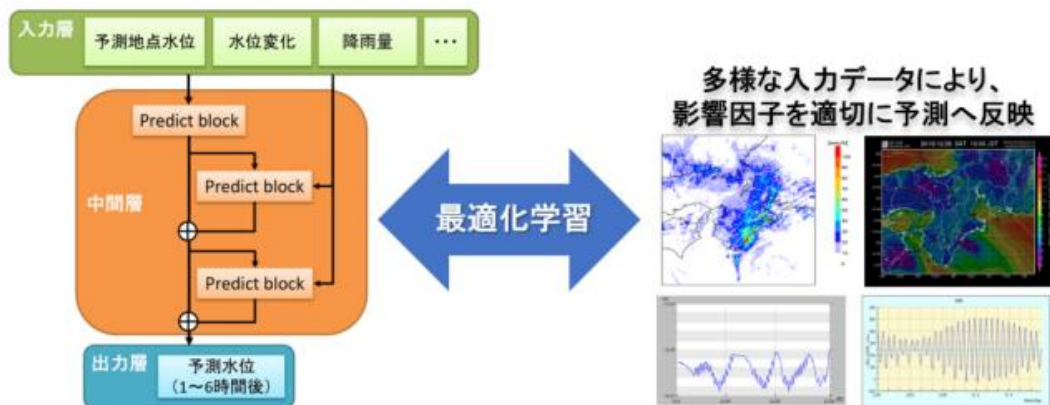 入力層
予測地点水位
水位変化
降雨量
…
中間層
Predict block
Predict block
Predict block
出力層
予測水位
(1～6時間後)
最適化学習
多様な入力データにより、
影響因子を適切に予測へ反映